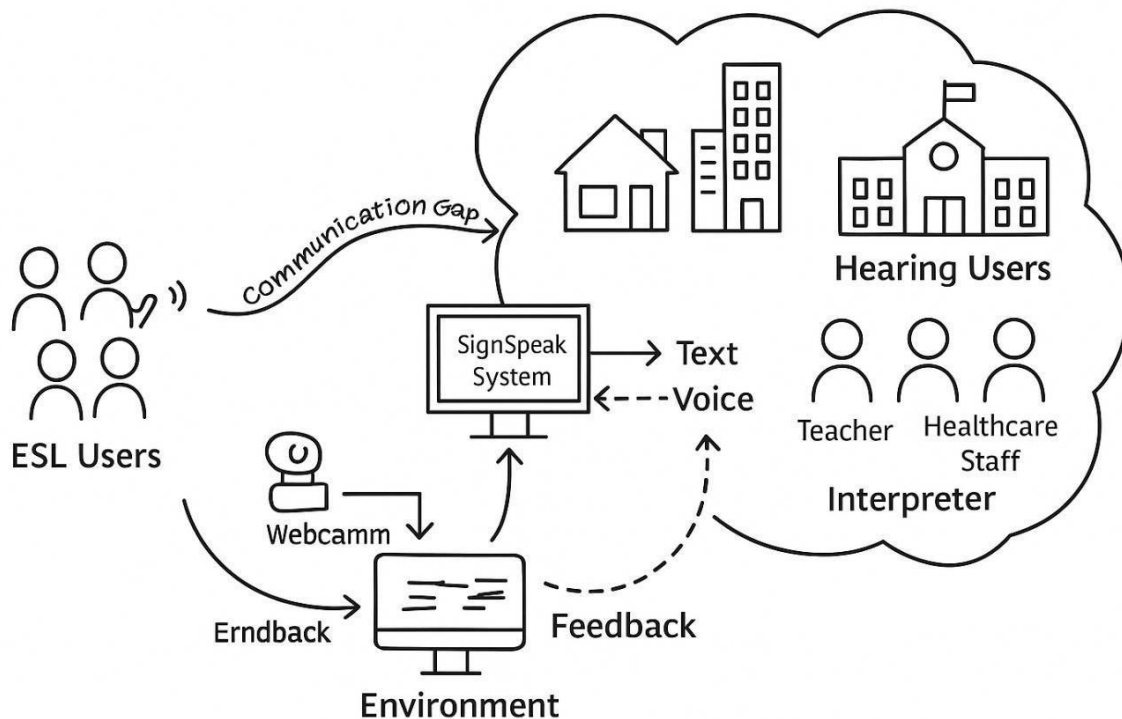 Communication Gap
Hearing Users
SignSpeak
System
Text
Voice
Teacher
Healthcare
Staff
Interpreter
ESL Users
Webcamm
Erndback
Feedback
Environment